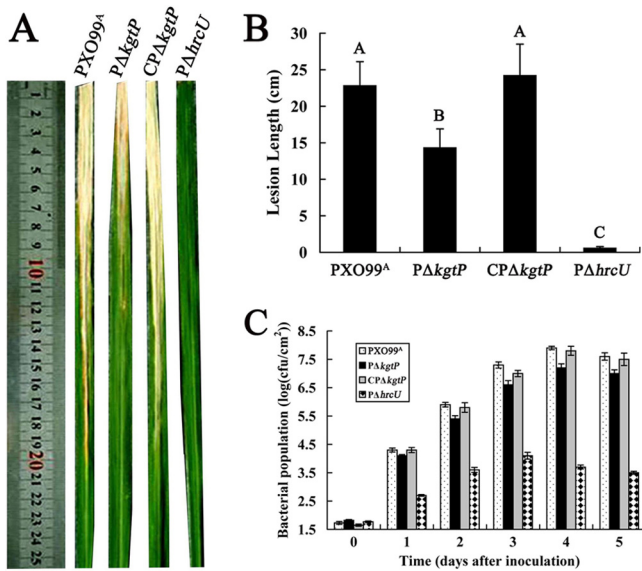 A
PXO99ᴬ
PΔkgtP
CPΔkgtP
PΔhrcU
1
2
3
4
5
6
7
8
9
10
11
12
13
14
15
16
17
18
19
20
21
22
23
24
25
B
Lesion Length (cm)
30
25
20
15
10
5
0
A
B
A
C
PXO99ᴬ
PΔkgtP
CPΔkgtP
PΔhrcU
C
Bacterial population (log(cfu/cm²))
8.5
7.5
6.5
5.5
4.5
3.5
2.5
1.5
PXO99ᴬ
PΔkgtP
CPΔkgtP
PΔhrcU
0 1 2 3 4 5
Time (days after inoculation)